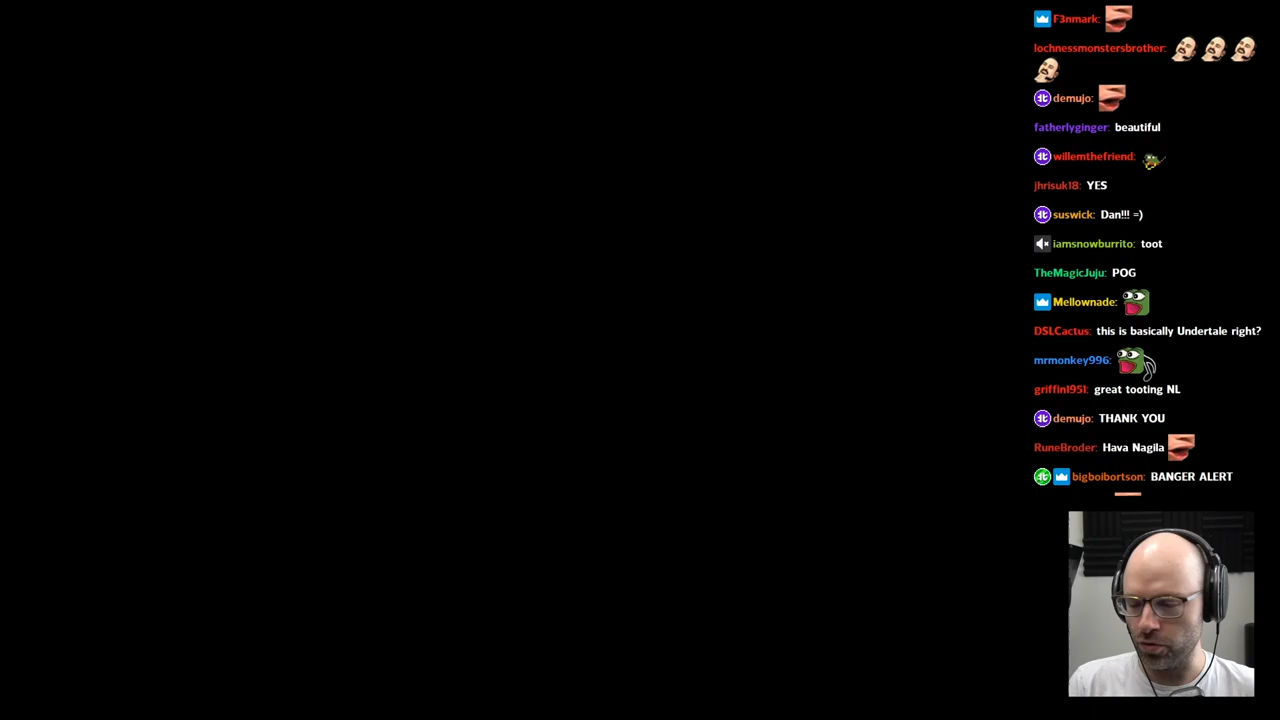 F3nmark:
lochnessmonstersbrother:
demujo:
fatherlyginger: beautiful
willemthefriend:
jhrisuk18: YES
suswick: Dan!!! =)
iamsnowburrito: toot
TheMagicJuju: POG
Mellownade:
DSLCactus: this is basically Undertale right?
mrmonkey996:
griffin1951: great tooting NL
demujo: THANK YOU
RuneBroder: Hava Nagila
bigboibortson: BANGER ALERT